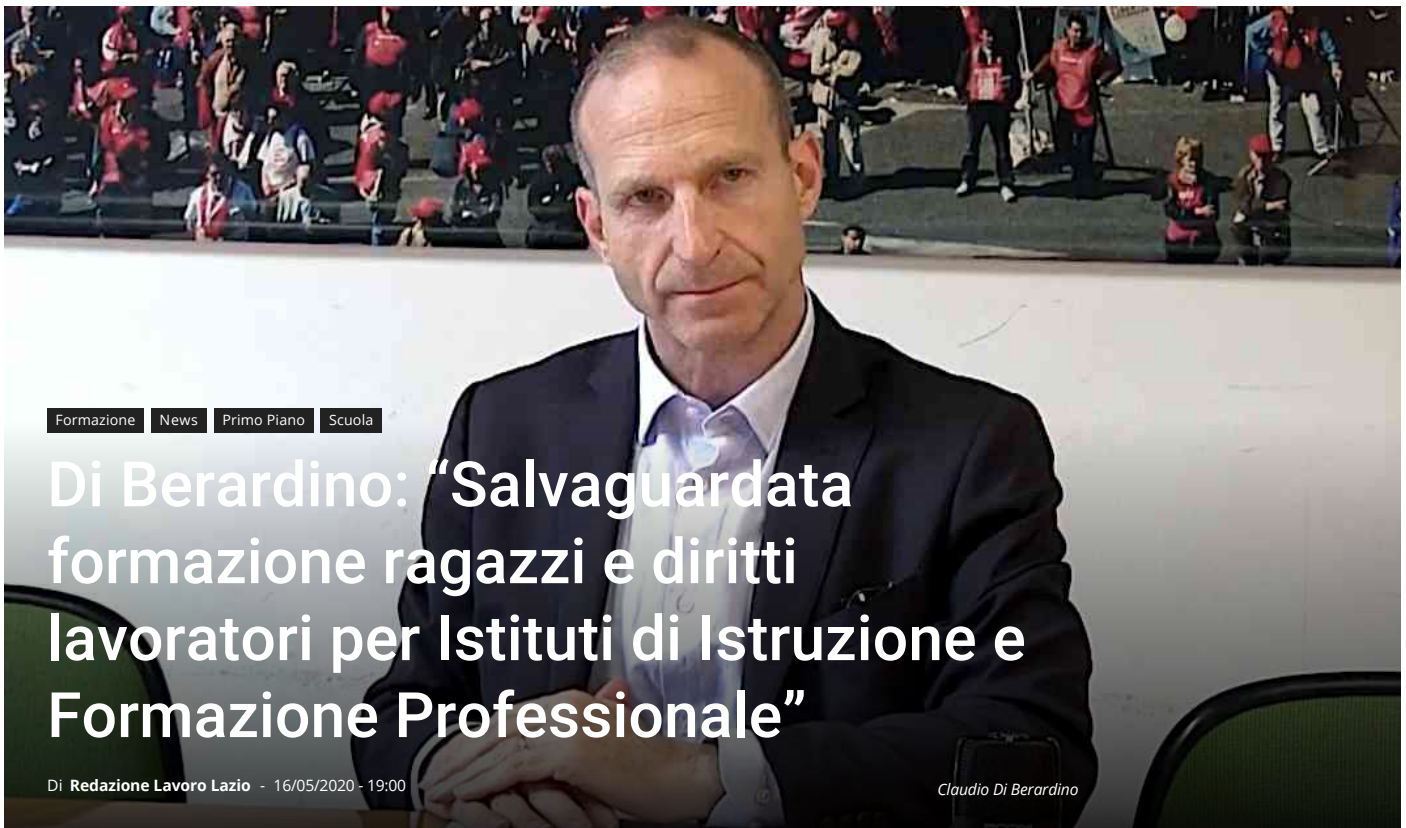 Formazione News Primo Piano Scuola
Di Berardino: “Salvaguardata
formazione ragazzi e diritti
lavoratori per Istituti di Istruzione e
Formazione Professionale”
Di Redazione Lavoro Lazio - 16/05/2020 - 19:00
Claudio Di Berardino